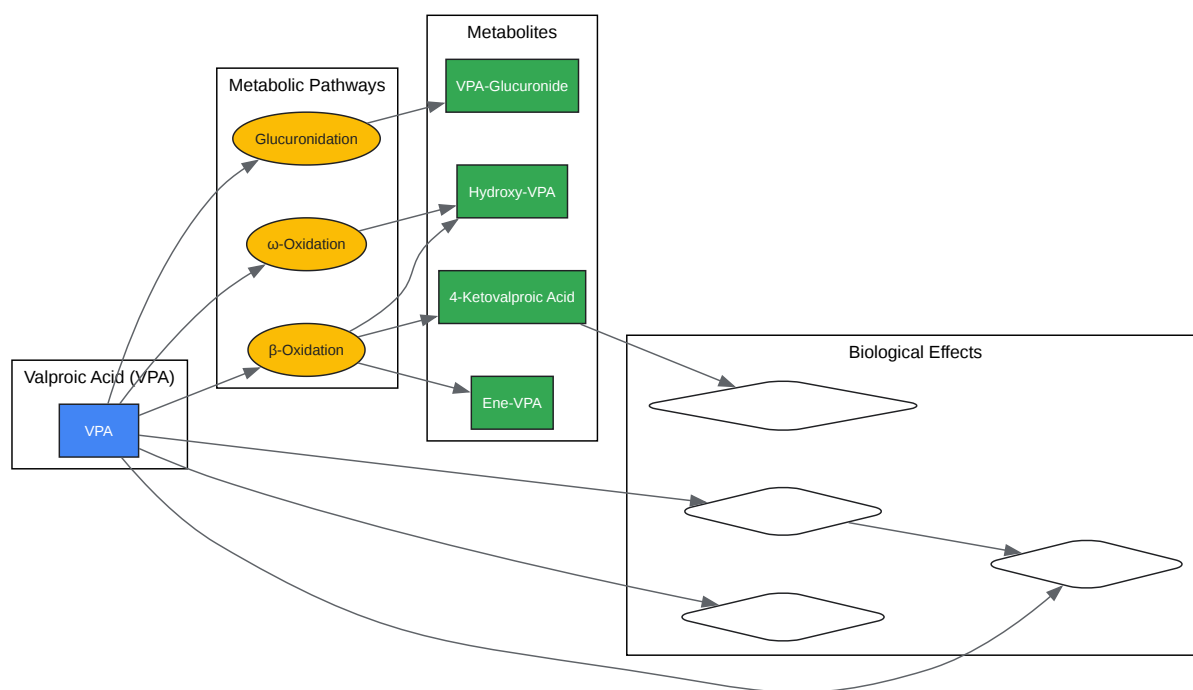 Metabolites
VPA-Glucuronide
Metabolic Pathways
Glucuronidation
Hydroxy-VPA
ω-Oxidation
4-Ketovalproic Acid
β-Oxidation
Biological Effects
Valproic Acid (VPA)
Ene-VPA
VPA